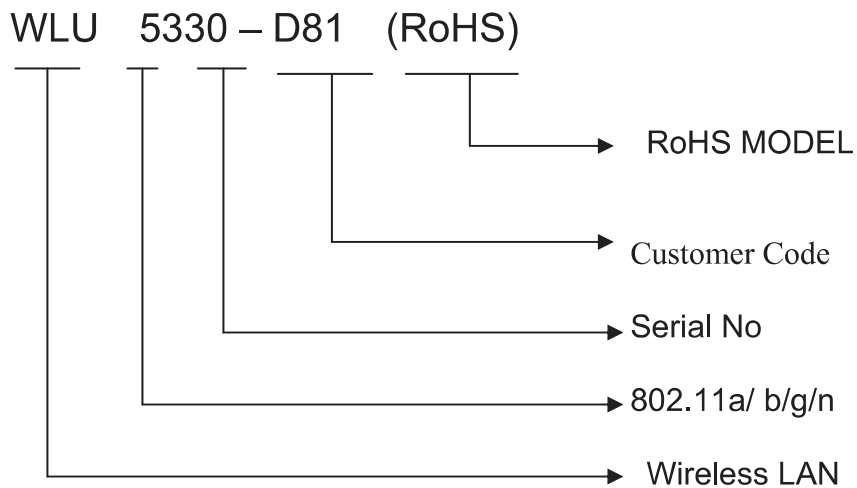 WLU 5330 – D81 (RoHS)
RoHS MODEL
Customer Code
Serial No
802.11a/ b/g/n
Wireless LAN